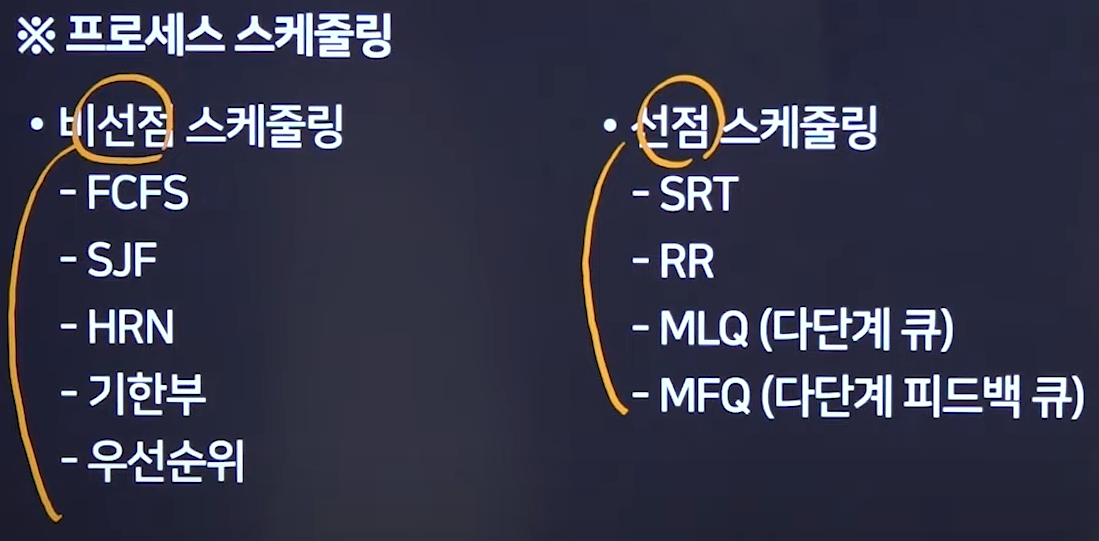 ※ 프로세스 스케줄링
• 비선점 스케줄링
- FCFS
- SJF
- HRN
- 기한부
- 우선순위
• 선점 스케줄링
- SRT
- RR
- MLQ (다단계 큐)
- MFQ (다단계 피드백 큐)